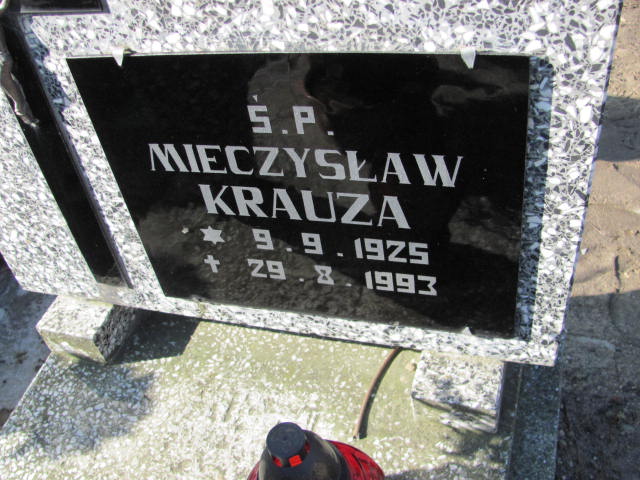 Ś.P.
MIECZYSŁAW
KRAUZA
* 9.9.1925
✝ 29.8.1993